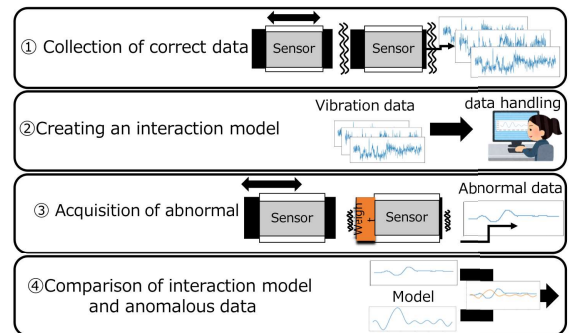 ① Collection of correct data
Sensor
Sensor
Vibration data
data handling
②Creating an interaction model
③ Acquisition of abnormal
Sensor
Weigh
t
Sensor
Abnormal data
④Comparison of interaction model
and anomalous data
Model